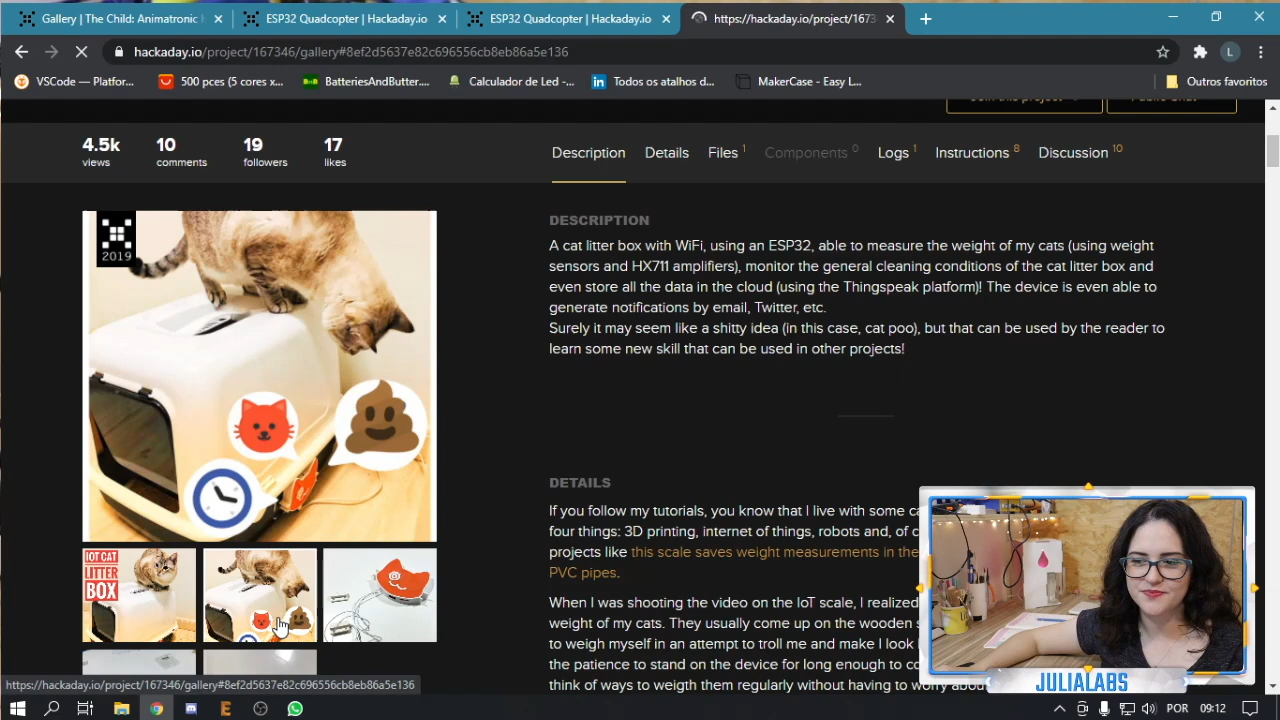 Gallery | The Child: Animatronic
ESP32 Quadcopter | Hackaday.io
ESP32 Quadcopter | Hackaday.io
https://hackaday.io/project/1673
hackaday.io/project/167346/gallery#8ef2d5637e82c696556cb8eb86a5e136
L
VSCode — Platfor...
500 pces (5 cores x...
BatteriesAndButter....
Calculador de Led -...
Todos os atalhos d...
MakerCase - Easy L...
Outros favoritos
4.5k
views
10
comments
19
followers
17
likes
Description
Details
Files 1
Components 0
Logs 1
Instructions 8
Discussion 10
2019
DESCRIPTION
A cat litter box with WiFi, using an ESP32, able to measure the weight of my cats (using weight
sensors and HX711 amplifiers), monitor the general cleaning conditions of the cat litter box and
even store all the data in the cloud (using the Thingspeak platform)! The device is even able to
generate notifications by email, Twitter, etc.
Surely it may seem like a shitty idea (in this case, cat poo), but that can be used by the reader to
learn some new skill that can be used in other projects!
DETAILS
If you follow my tutorials, you know that I live with some ca
four things: 3D printing, internet of things, robots and, of c
projects like this scale saves weight measurements in the
PVC pipes.
When I was shooting the video on the IoT scale, I realized
weight of my cats. They usually come up on the wooden s
to weigh myself in an attempt to troll me and make I look
the patience to stand on the device for long enough to co
think of ways to weigth them regularly without having to worry abou
IOT CAT
LITTER
BOX
https://hackaday.io/project/167346/gallery#8ef2d5637e82c696556cb8eb86a5e136
JULIALABS
POR
09:12